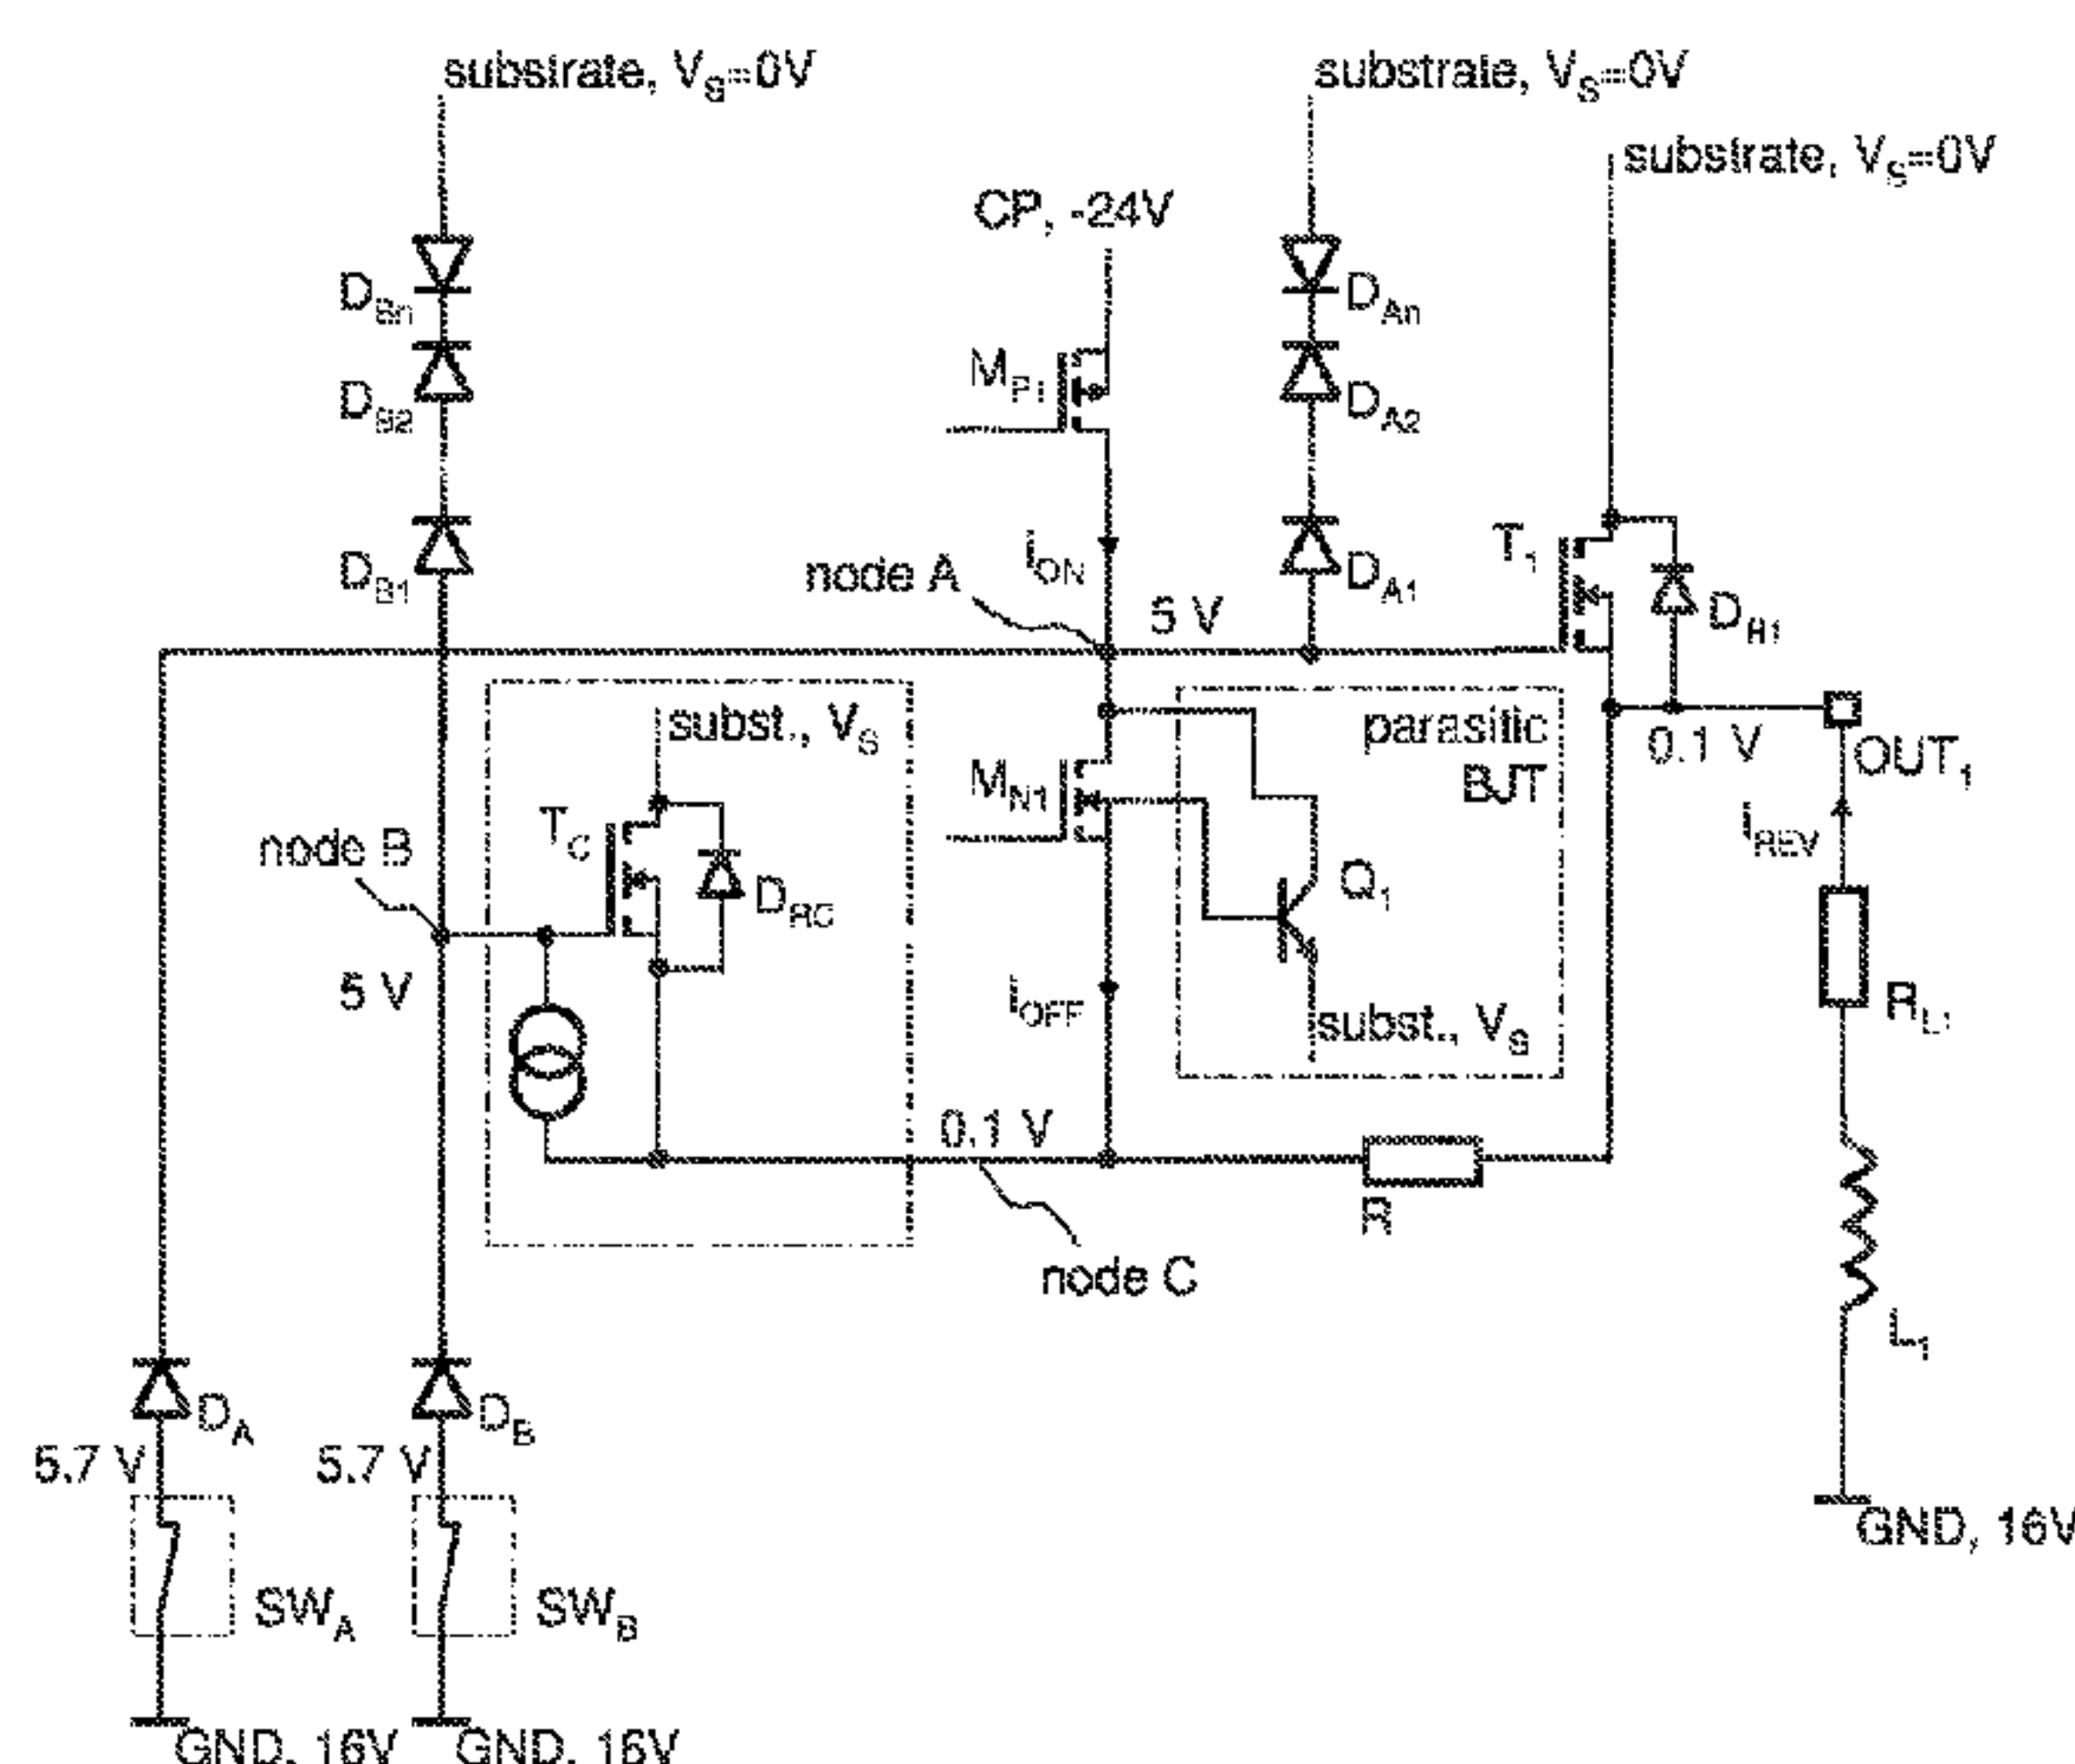 substrate, VS=0V
substrate, VS=0V
substrate, VS=0V
CP, -24V
DBn
DAn
MP1
DB2
DA2
T1
iON
node A
DB1
5 V
DA1
DR1
subst., VS
parasitic
BJT
0.1 V
OUT1
MN1
TC
node B
iREV
Q1
DRC
5 V
iOFF
subst., VS
RL1
0.1 V
R
node C
L1
DA
DB
5.7 V
5.7 V
GND, 16V
SWA
SWB
GND, 16V
GND, 16V